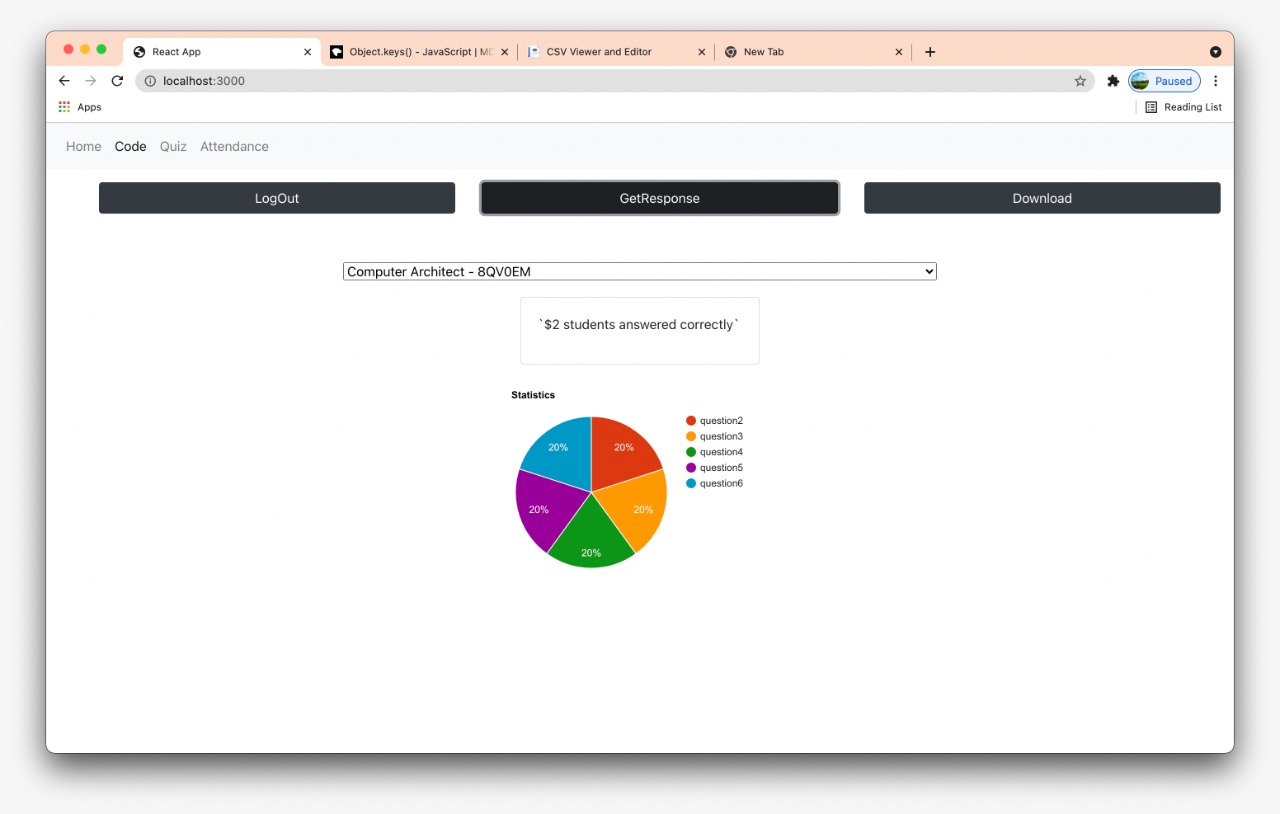 React App
Object.keys() - JavaScript | MD
CSV Viewer and Editor
New Tab
localhost:3000
Paused
Apps
Reading List
Home Code Quiz Attendance
LogOut
GetResponse
Download
Computer Architect - 8QV0EM
`$2 students answered correctly`
Statistics
20%
20%
20%
20%
20%
question2
question3
question4
question5
question6